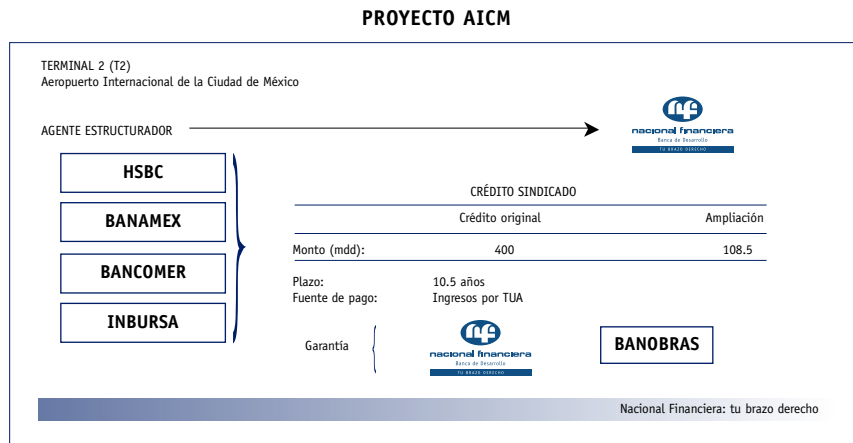 PROYECTO AICM
TERMINAL 2 (T2)
Aeropuerto Internacional de la Ciudad de México
AGENTE ESTRUCTURADOR
nf
nacional financiera
Banca de Desarrollo
TU BRAZO DERECHO
HSBC
BANAMEX
BANCOMER
INBURSA
CRÉDITO SINDICADO
Crédito original Ampliación
Monto (mdd): 400 108.5
Plazo: 10.5 años
Fuente de pago: Ingresos por TUA
Garantía
nf
nacional financiera
Banca de Desarrollo
TU BRAZO DERECHO
BANOBRAS
Nacional Financiera: tu brazo derecho